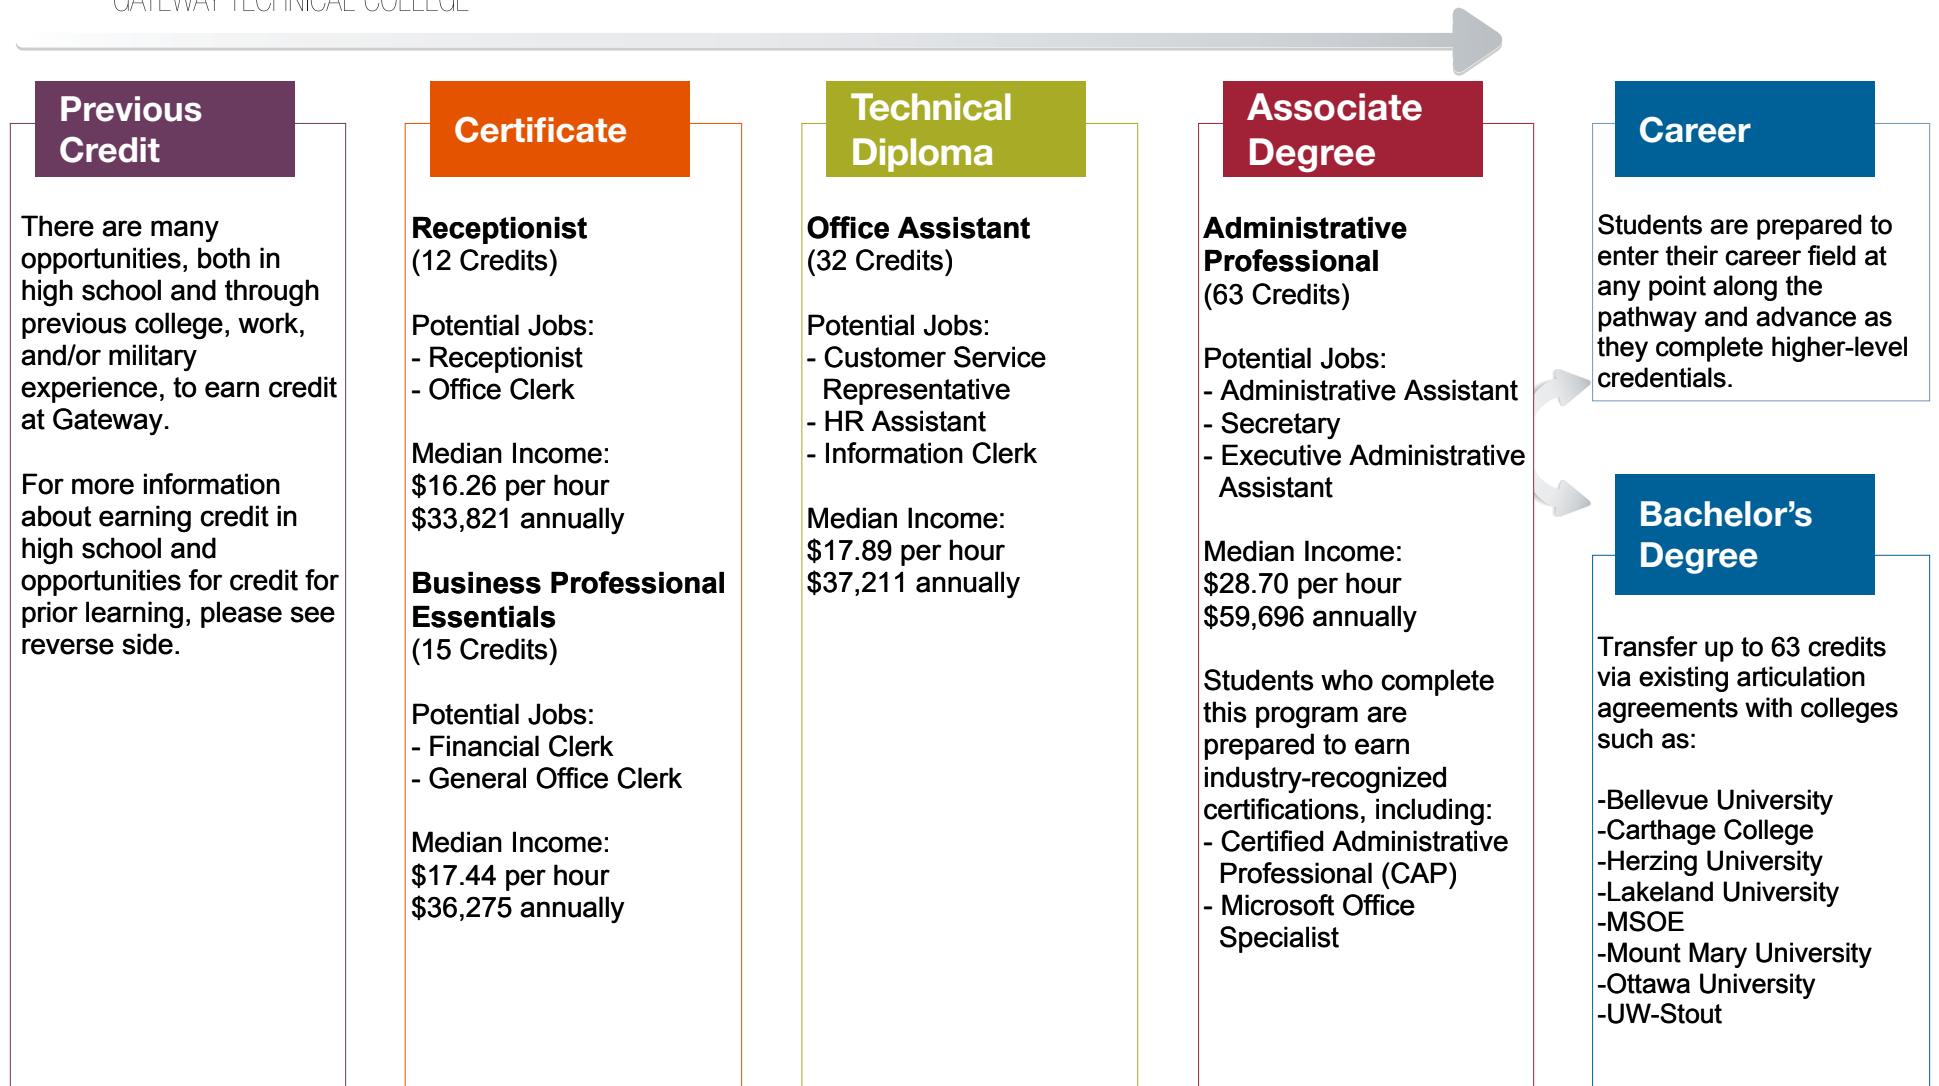 GATEWAY TECHNICAL COLLEGE
Previous
Credit
There are many
opportunities, both in
high school and through
previous college, work,
and/or military
experience, to earn credit
at Gateway.
For more information
about earning credit in
high school and
opportunities for credit for
prior learning, please see
reverse side.
Certificate
Receptionist
(12 Credits)
Potential Jobs:
- Receptionist
- Office Clerk
Median Income:
$16.26 per hour
$33,821 annually
Business Professional
Essentials
(15 Credits)
Potential Jobs:
- Financial Clerk
- General Office Clerk
Median Income:
$17.44 per hour
$36,275 annually
Technical
Diploma
Office Assistant
(32 Credits)
Potential Jobs:
- Customer Service
Representative
- HR Assistant
- Information Clerk
Median Income:
$17.89 per hour
$37,211 annually
Associate
Degree
Administrative
Professional
(63 Credits)
Potential Jobs:
- Administrative Assistant
- Secretary
- Executive Administrative
Assistant
Median Income:
$28.70 per hour
$59,696 annually
Students who complete
this program are
prepared to earn
industry-recognized
certifications, including:
- Certified Administrative
Professional (CAP)
- Microsoft Office
Specialist
Career
Students are prepared to
enter their career field at
any point along the
pathway and advance as
they complete higher-level
credentials.
Bachelor’s
Degree
Transfer up to 63 credits
via existing articulation
agreements with colleges
such as:
-Bellevue University
-Carthage College
-Herzing University
-Lakeland University
-MSOE
-Mount Mary University
-Ottawa University
-UW-Stout